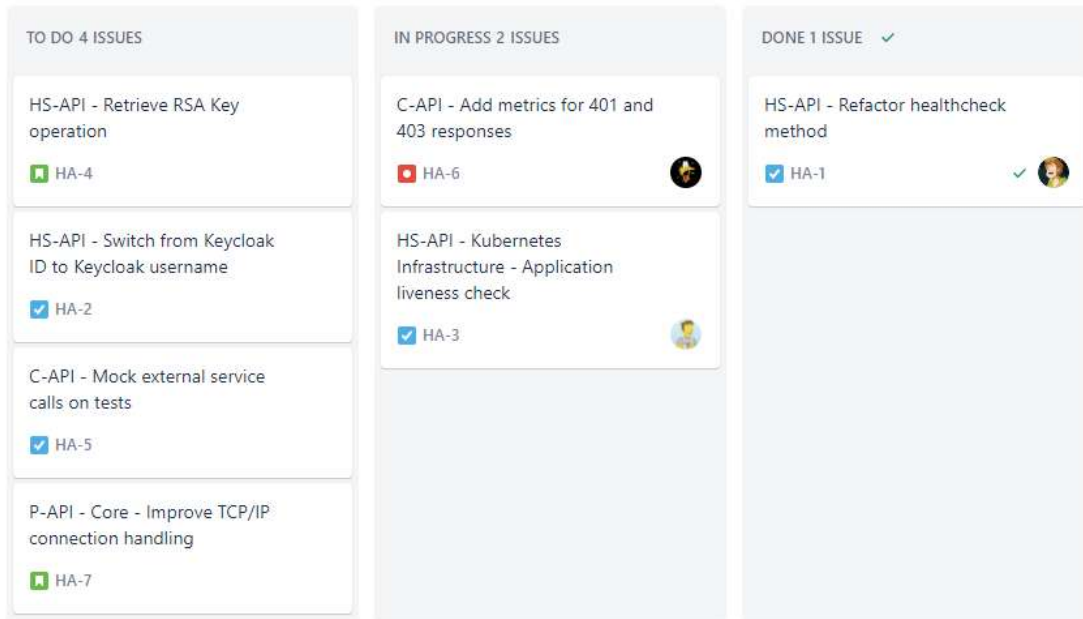 TO DO 4 ISSUES
HS-API - Retrieve RSA Key
operation
HA-4
HS-API - Switch from Keycloak
ID to Keycloak username
HA-2
C-API - Mock external service
calls on tests
HA-5
P-API - Core - Improve TCP/IP
connection handling
HA-7
IN PROGRESS 2 ISSUES
C-API - Add metrics for 401 and
403 responses
HA-6
HS-API - Kubernetes
Infrastructure - Application
liveness check
HA-3
DONE 1 ISSUE
HS-API - Refactor healthcheck
method
HA-1